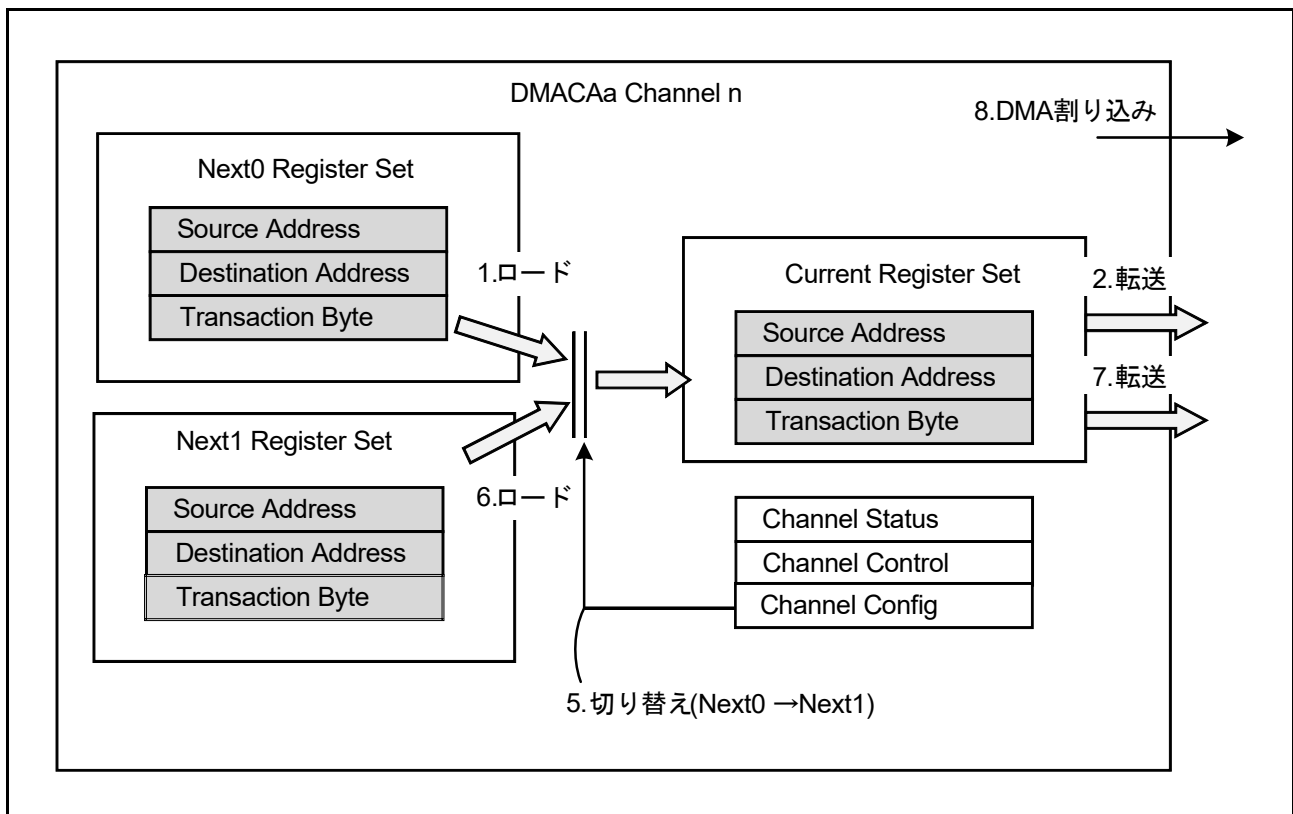 DMACAa Channel n
8.DMA割り込み
Next0 Register Set
Source Address
Destination Address
Transaction Byte
1.ロード
Current Register Set
Source Address
Destination Address
Transaction Byte
2.転送
7.転送
Next1 Register Set
Source Address
Destination Address
Transaction Byte
6.ロード
Channel Status
Channel Control
Channel Config
5.切り替え(Next0 →Next1)